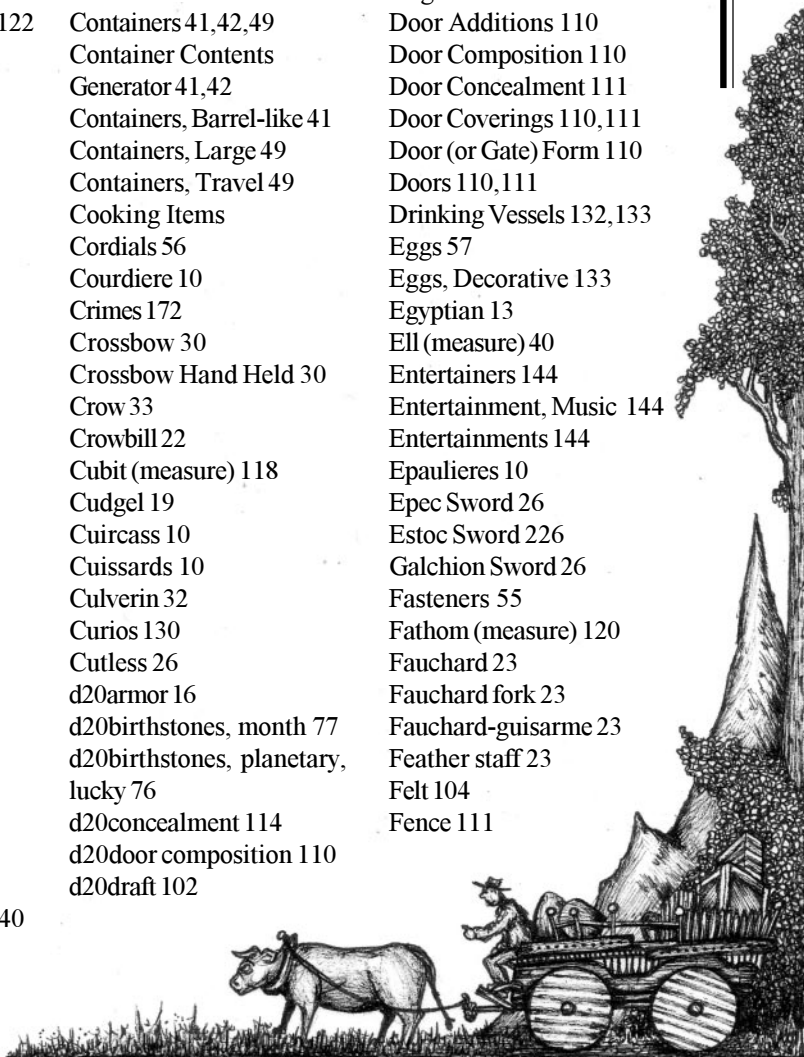 122
40
Containers 41,42,49
Container Contents
Generator 41,42
Containers, Barrel-like 41
Containers, Large 49
Containers, Travel 49
Cooking Items
Cordials 56
Courdiere 10
Crimes 172
Crossbow 30
Crossbow Hand Held 30
Crow 33
Crowbill 22
Cubit (measure) 118
Cudgel 19
Cuircass 10
Cuissards 10
Culverin 32
Curios 130
Cutless 26
d20armor 16
d20birthstones, month 77
d20birthstones, planetary,
lucky 76
d20concealment 114
d20door composition 110
d20draft 102
Door Additions 110
Door Composition 110
Door Concealment 111
Door Coverings 110,111
Door (or Gate) Form 110
Doors 110,111
Drinking Vessels 132,133
Eggs 57
Eggs, Decorative 133
Egyptian 13
Ell (measure) 40
Entertainers 144
Entertainment, Music 144
Entertainments 144
Epaulieres 10
Epec Sword 26
Estoc Sword 226
Galchion Sword 26
Fasteners 55
Fathom (measure) 120
Fauchard 23
Fauchard fork 23
Fauchard-guisarme 23
Feather staff 23
Felt 104
Fence 111